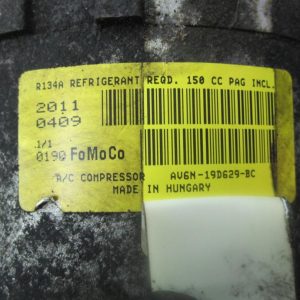 R134A REFRIGERANT REQD. 150 CC PAG INCL.
2011
0409
1/1
0190 FoMoCo
A/C COMPRESSOR AV6N-19D629-BC
MADE IN HUNGARY